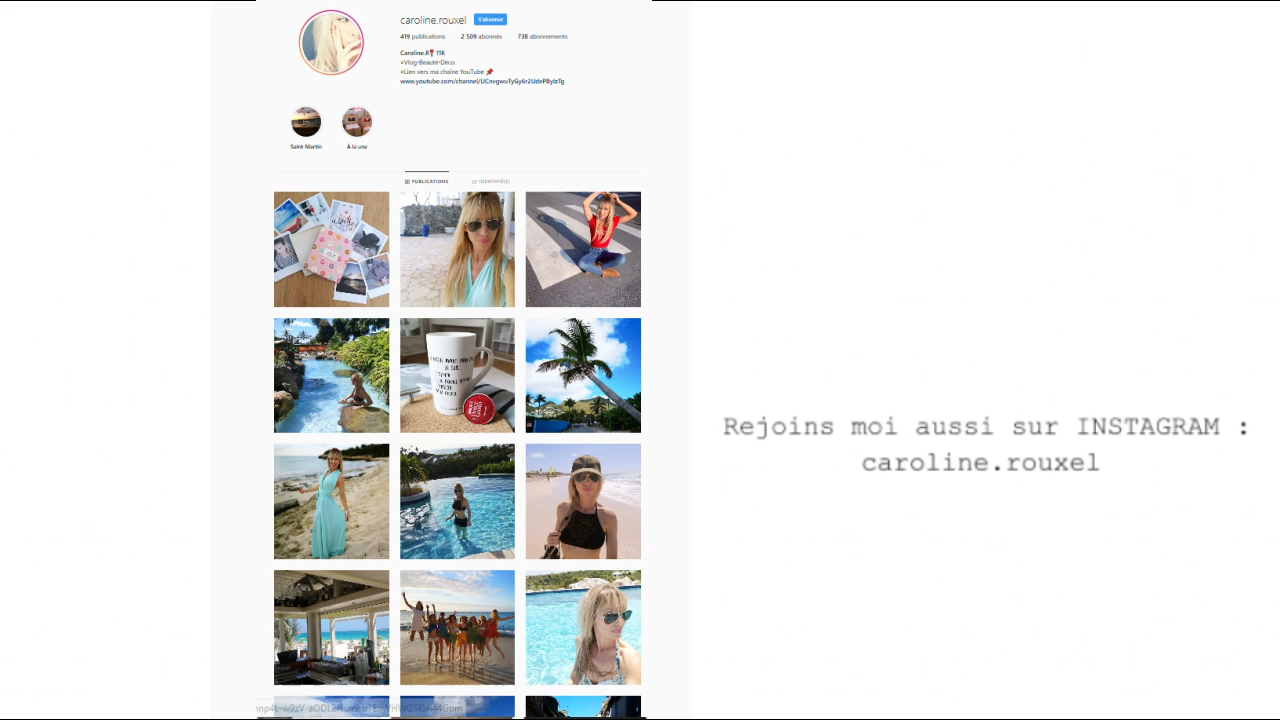 caroline.rouxel S'abonner
419 publications 2 509 abonnés 738 abonnements
Caroline.R📍11K
¤Vlog-Beauté-Déco
¤Lien vers ma chaîne YouTube 📌
Saint-Martin À la une
PUBLICATIONS IDENTIFIÉ(E)
Rejoins moi aussi sur INSTAGRAM :
caroline.rouxel